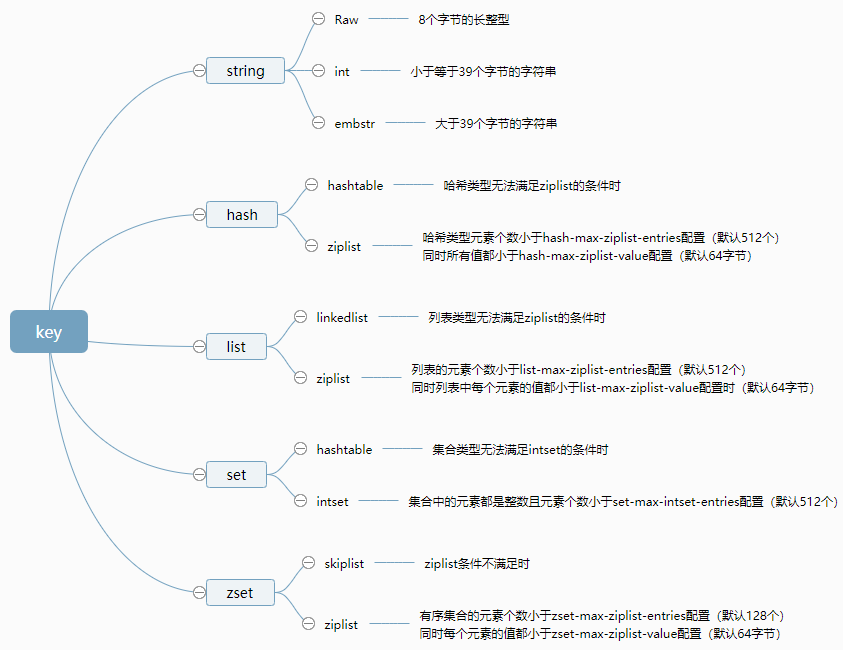 key
string
Raw 8个字节的长整型
int 小于等于39个字节的字符串
embstr 大于39个字节的字符串
hash
hashtable 哈希类型无法满足ziplist的条件时
ziplist 哈希类型元素个数小于hash-max-ziplist-entries配置（默认512个）
同时所有值都小于hash-max-ziplist-value配置（默认64字节）
list
linkedlist 列表类型无法满足ziplist的条件时
ziplist 列表的元素个数小于list-max-ziplist-entries配置（默认512个）
同时列表中每个元素的值都小于list-max-ziplist-value配置时（默认64字节）
set
hashtable 集合类型无法满足intset的条件时
intset 集合中的元素都是整数且元素个数小于set-max-intset-entries配置（默认512个）
zset
skiplist ziplist条件不满足时
ziplist 有序集合的元素个数小于zset-max-ziplist-entries配置（默认128个）
同时每个元素的值都小于zset-max-ziplist-value配置（默认64字节）